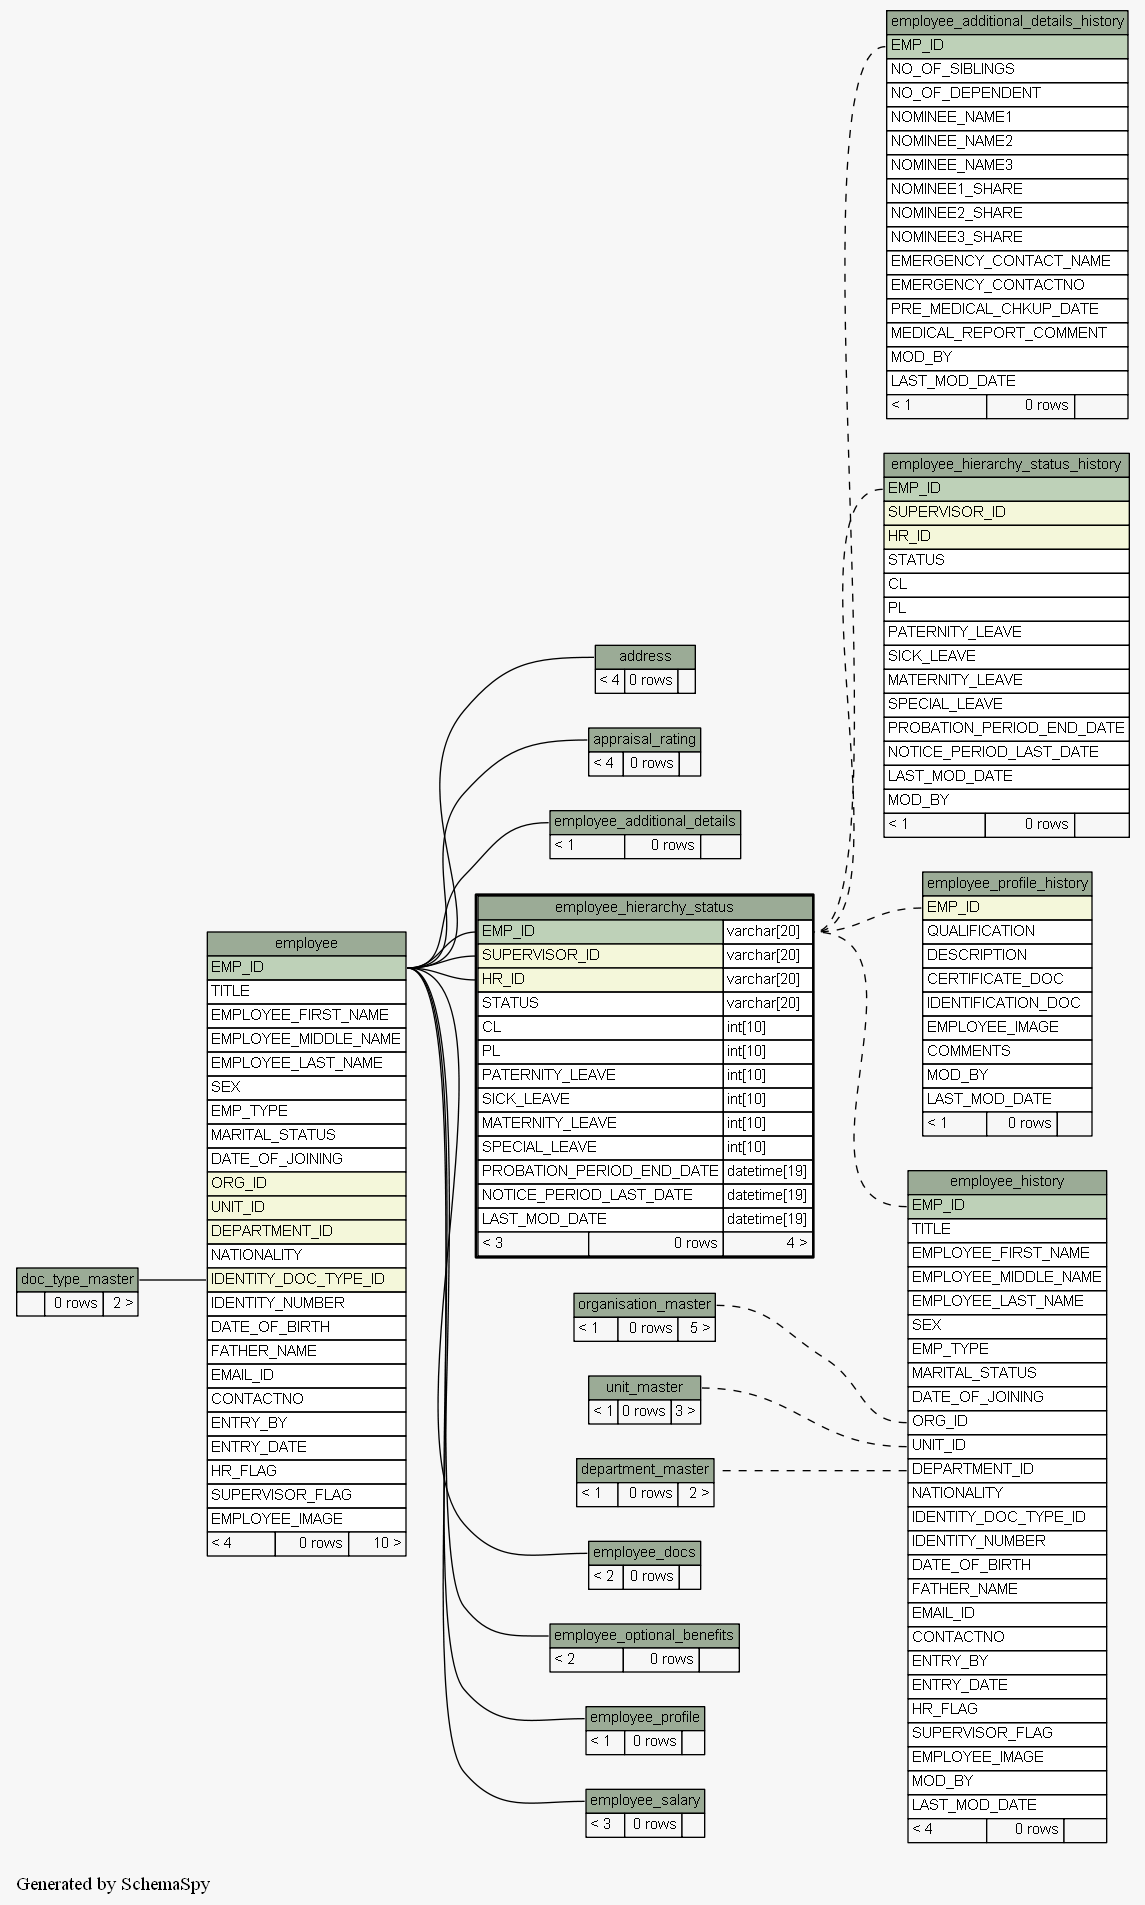 employee_additional_details_history
EMP_ID
NO_OF_SIBLINGS
NO_OF_DEPENDENT
NOMINEE_NAME1
NOMINEE_NAME2
NOMINEE_NAME3
NOMINEE1_SHARE
NOMINEE2_SHARE
NOMINEE3_SHARE
EMERGENCY_CONTACT_NAME
EMERGENCY_CONTACTNO
PRE_MEDICAL_CHKUP_DATE
MEDICAL_REPORT_COMMENT
MOD_BY
LAST_MOD_DATE
< 1 0 rows
employee_hierarchy_status_history
EMP_ID
SUPERVISOR_ID
HR_ID
STATUS
CL
PL
PATERNITY_LEAVE
SICK_LEAVE
MATERNITY_LEAVE
SPECIAL_LEAVE
PROBATION_PERIOD_END_DATE
NOTICE_PERIOD_LAST_DATE
LAST_MOD_DATE
MOD_BY
< 1 0 rows
address
< 4 0 rows
appraisal_rating
< 4 0 rows
employee_additional_details
< 1 0 rows
employee_hierarchy_status
EMP_ID varchar[20]
SUPERVISOR_ID varchar[20]
HR_ID varchar[20]
STATUS varchar[20]
CL int[10]
PL int[10]
PATERNITY_LEAVE int[10]
SICK_LEAVE int[10]
MATERNITY_LEAVE int[10]
SPECIAL_LEAVE int[10]
PROBATION_PERIOD_END_DATE datetime[19]
NOTICE_PERIOD_LAST_DATE datetime[19]
LAST_MOD_DATE datetime[19]
< 3 0 rows 4 >
employee_profile_history
EMP_ID
QUALIFICATION
DESCRIPTION
CERTIFICATE_DOC
IDENTIFICATION_DOC
EMPLOYEE_IMAGE
COMMENTS
MOD_BY
LAST_MOD_DATE
< 1 0 rows
employee
EMP_ID
TITLE
EMPLOYEE_FIRST_NAME
EMPLOYEE_MIDDLE_NAME
EMPLOYEE_LAST_NAME
SEX
EMP_TYPE
MARITAL_STATUS
DATE_OF_JOINING
ORG_ID
UNIT_ID
DEPARTMENT_ID
NATIONALITY
IDENTITY_DOC_TYPE_ID
IDENTITY_NUMBER
DATE_OF_BIRTH
FATHER_NAME
EMAIL_ID
CONTACTNO
ENTRY_BY
ENTRY_DATE
HR_FLAG
SUPERVISOR_FLAG
EMPLOYEE_IMAGE
< 4 0 rows 10 >
doc_type_master
0 rows 2 >
organisation_master
< 1 0 rows 5 >
unit_master
< 1 0 rows 3 >
department_master
< 1 0 rows 2 >
employee_docs
< 2 0 rows
employee_optional_benefits
< 2 0 rows
employee_profile
< 1 0 rows
employee_salary
< 3 0 rows
employee_history
EMP_ID
TITLE
EMPLOYEE_FIRST_NAME
EMPLOYEE_MIDDLE_NAME
EMPLOYEE_LAST_NAME
SEX
EMP_TYPE
MARITAL_STATUS
DATE_OF_JOINING
ORG_ID
UNIT_ID
DEPARTMENT_ID
NATIONALITY
IDENTITY_DOC_TYPE_ID
IDENTITY_NUMBER
DATE_OF_BIRTH
FATHER_NAME
EMAIL_ID
CONTACTNO
ENTRY_BY
ENTRY_DATE
HR_FLAG
SUPERVISOR_FLAG
EMPLOYEE_IMAGE
MOD_BY
LAST_MOD_DATE
< 4 0 rows
Generated by SchemaSpy